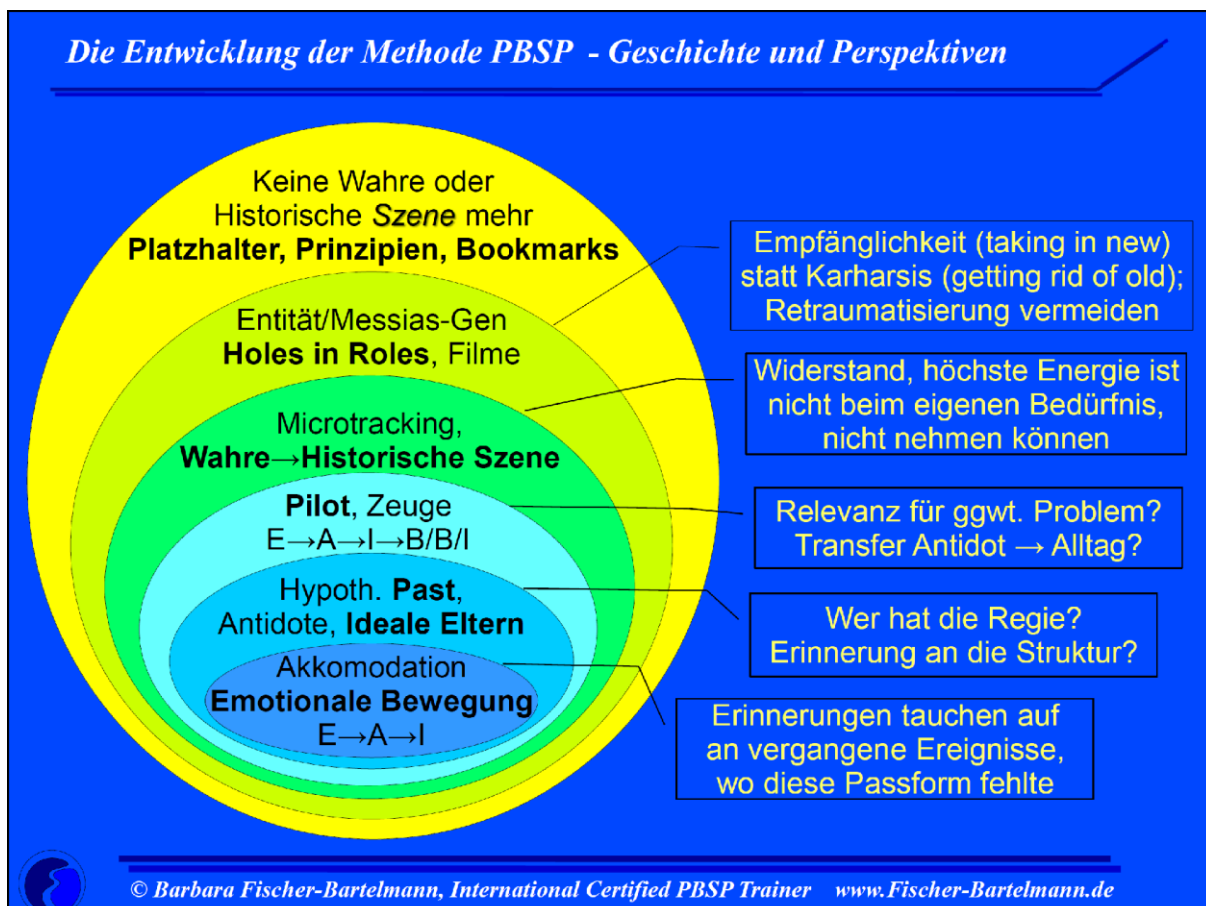 Die Entwicklung der Methode PBSP - Geschichte und Perspektiven
Keine Wahre oder
Historische Szene mehr
Platzhalter, Prinzipien, Bookmarks
Entität/Messias-Gen
Holes in Roles, Filme
Microtracking,
Wahre→Historische Szene
Pilot, Zeuge
E→A→I→B/B/I
Hypoth. Past,
Antidote, Ideale Eltern
Akkomodation
Emotionale Bewegung
E→A→I
Empfänglichkeit (taking in new)
statt Karharsis (getting rid of old);
Retraumatisierung vermeiden
Widerstand, höchste Energie ist
nicht beim eigenen Bedürfnis,
nicht nehmen können
Relevanz für ggwt. Problem?
Transfer Antidot → Alltag?
Wer hat die Regie?
Erinnerung an die Struktur?
Erinnerungen tauchen auf
an vergangene Ereignisse,
wo diese Passform fehlte
© Barbara Fischer-Bartelmann, International Certified PBSP Trainer www.Fischer-Bartelmann.de